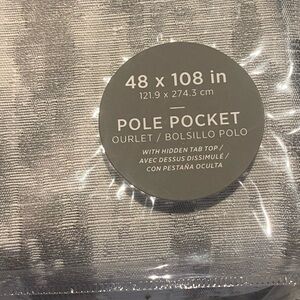 48 x 108 in
121.9 x 274.3 cm
POLE POCKET
OURLET / BOLSILLO POLO
WITH HIDDEN TAB TOP /
AVEC DESSUS DISSIMULÉ /
CON PESTAÑA OCULTA